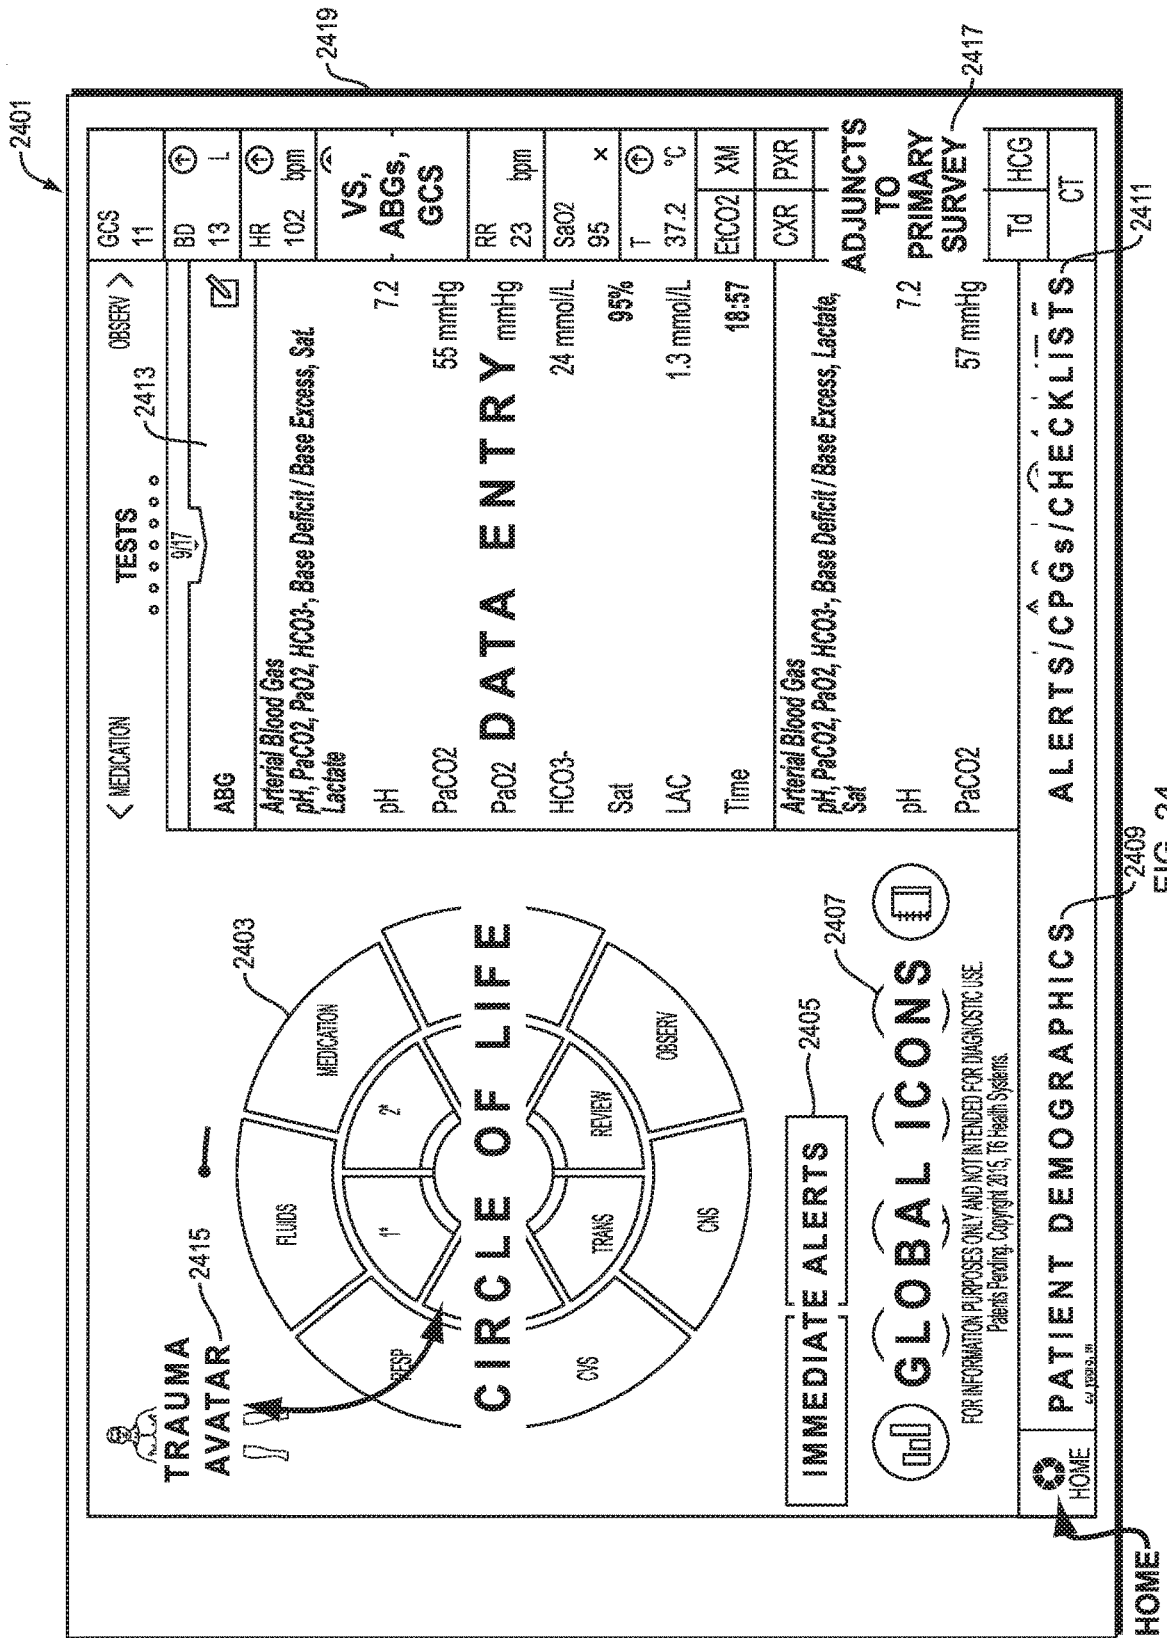 2401
TRAUMA
AVATAR
2415
FLUIDS
MEDICATION
2403
RESP
1°
2°
CIRCLE OF LIFE
TRANS
REVIEW
CVS
CNS
OBSERV
IMMEDIATE ALERTS
2405
GLOBAL ICONS
2407
FOR INFORMATION PURPOSES ONLY AND NOT INTENDED FOR DIAGNOSTIC USE.
Patents Pending. Copyright 2015, T6 Health Systems.
< MEDICATION
TESTS
OBSERV >
9/17
2413
ABG
Arterial Blood Gas
pH, PaCO2, PaO2, HCO3-, Base Deficit / Base Excess, Sat.
Lactate
pH 7.2
PaCO2 55 mmHg
PaO2 DATA ENTRY mmHg
HCO3- 24 mmol/L
Sat 95%
LAC 1.3 mmol/L
Time 18:57
Arterial Blood Gas
pH, PaCO2, PaO2, HCO3-, Base Deficit / Base Excess, Lactate,
Sat
pH 7.2
PaCO2 57 mmHg
GCS
11
BD
13 L
HR
102 bpm
VS,
ABGs,
GCS
RR
23 bpm
SaO2
95 ×
T
37.2 °C
EtCO2 XM
CXR PXR
ADJUNCTS
TO
PRIMARY
SURVEY
Td HCG
CT
2419
2417
HOME
PATIENT DEMOGRAPHICS
2409
ALERTS/CPGs/CHECKLISTS
2411
HOME
FIG. 24